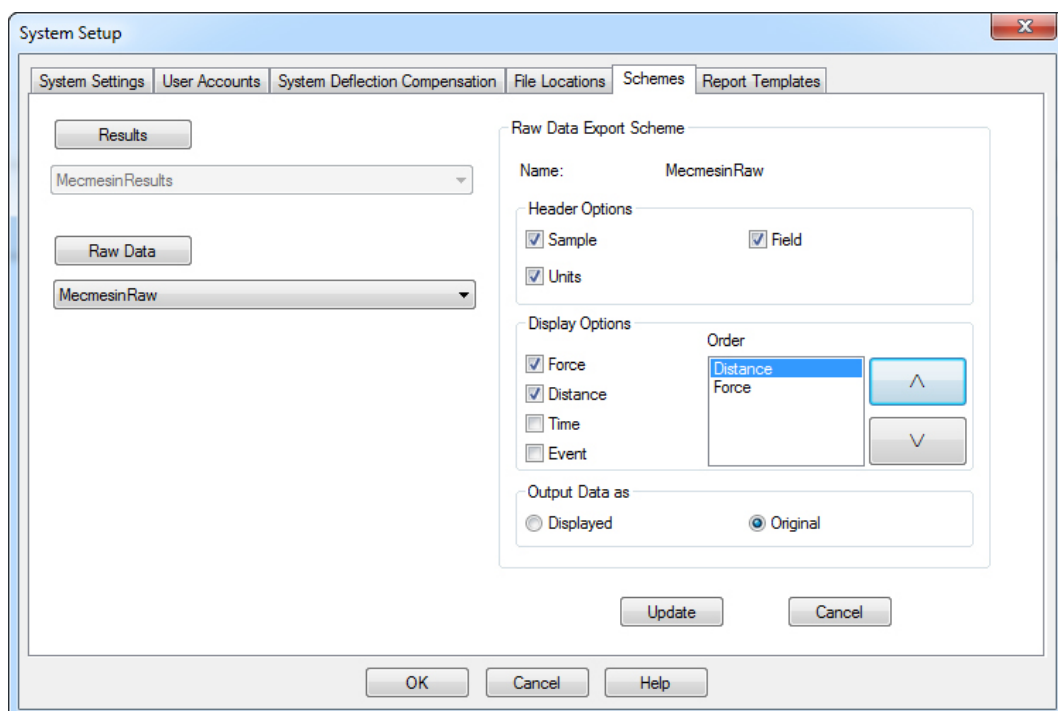 System Setup
System Settings User Accounts System Deflection Compensation File Locations Schemes Report Templates
Results
MecmesinResults
Raw Data
MecmesinRaw
Raw Data Export Scheme
Name: MecmesinRaw
Header Options
Sample Field
Units
Display Options
Order
Force
Distance
Time
Event
Distance
Force
Output Data as
Displayed Original
Update Cancel
OK Cancel Help